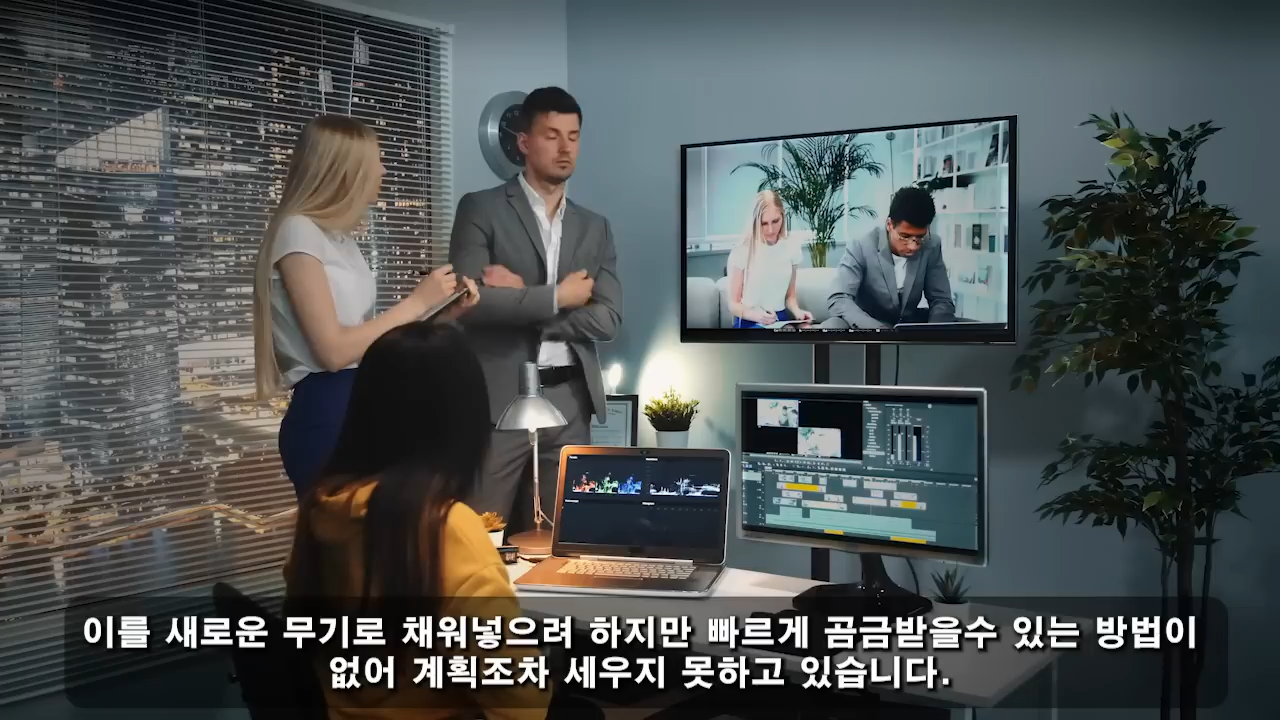 이를 새로운 무기로 채워넣으려 하지만 빠르게 곰금받을수 있는 방법이
없어 계획조차 세우지 못하고 있습니다.